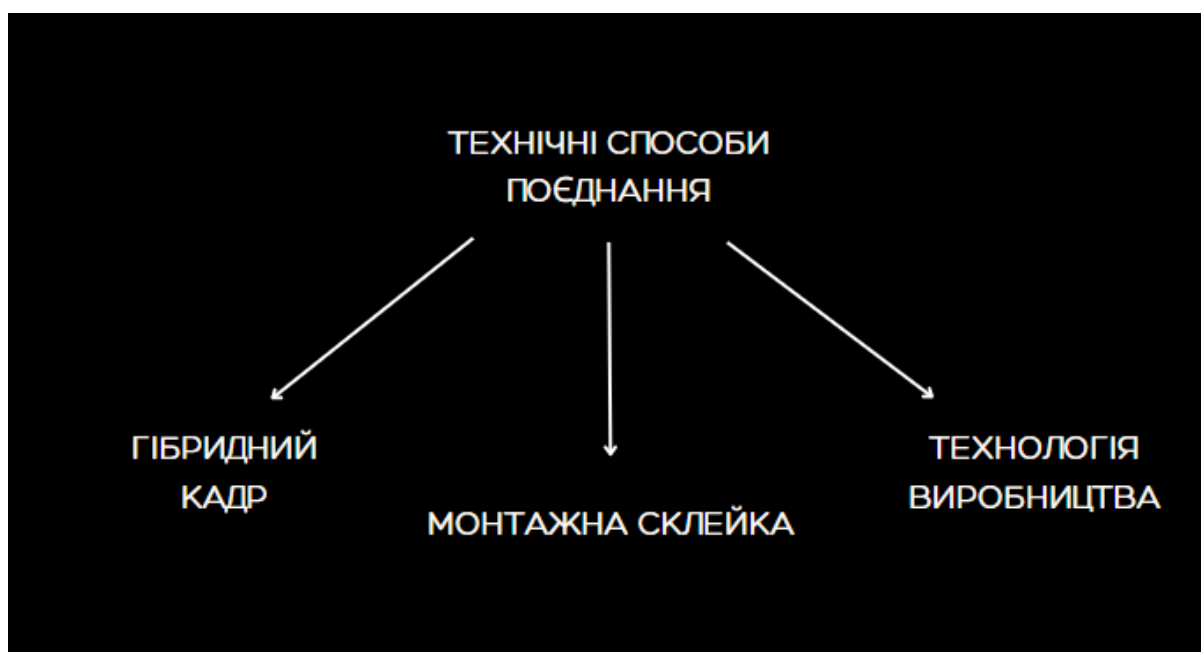 ТЕХНІЧНІ СПОСОБИ
ПОЄДНАННЯ
ГІБРИДНИЙ
КАДР
МОНТАЖНА СКЛЕЙКА
ТЕХНОЛОГІЯ
ВИРОБНИЦТВА